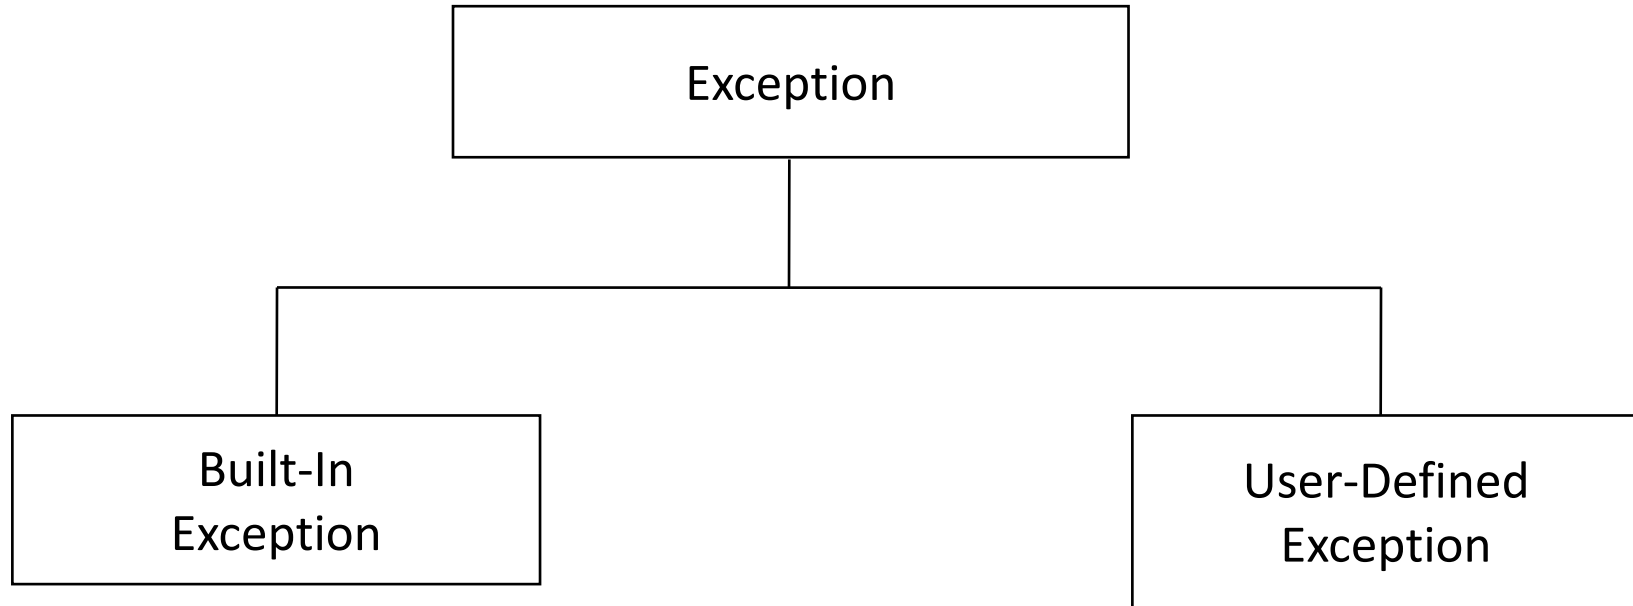 Exception
Built-In
Exception
User-Defined
Exception